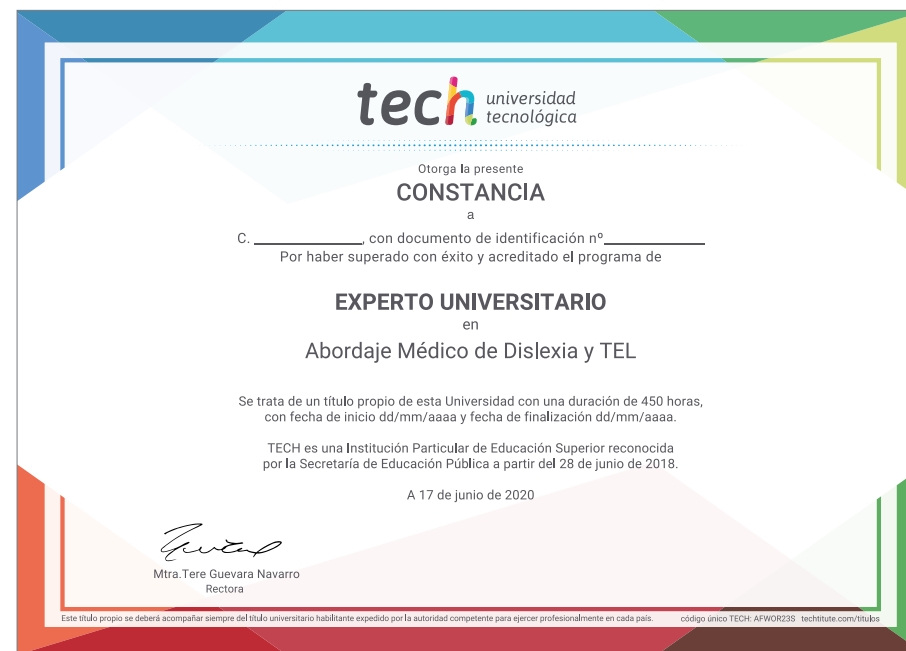 tech universidad
tecnológica
Otorga la presente
CONSTANCIA
a
C. ______________, con documento de identificación nº_____________
Por haber superado con éxito y acreditado el programa de
EXPERTO UNIVERSITARIO
en
Abordaje Médico de Dislexia y TEL
Se trata de un título propio de esta Universidad con una duración de 450 horas,
con fecha de inicio dd/mm/aaaa y fecha de finalización dd/mm/aaaa.
TECH es una Institución Particular de Educación Superior reconocida
por la Secretaría de Educación Pública a partir del 28 de junio de 2018.
A 17 de junio de 2020
Mtra.Tere Guevara Navarro
Rectora
Este título propio se deberá acompañar siempre del título universitario habilitante expedido por la autoridad competente para ejercer profesionalmente en cada país. código único TECH: AFWOR23S techtitute.com/titulos